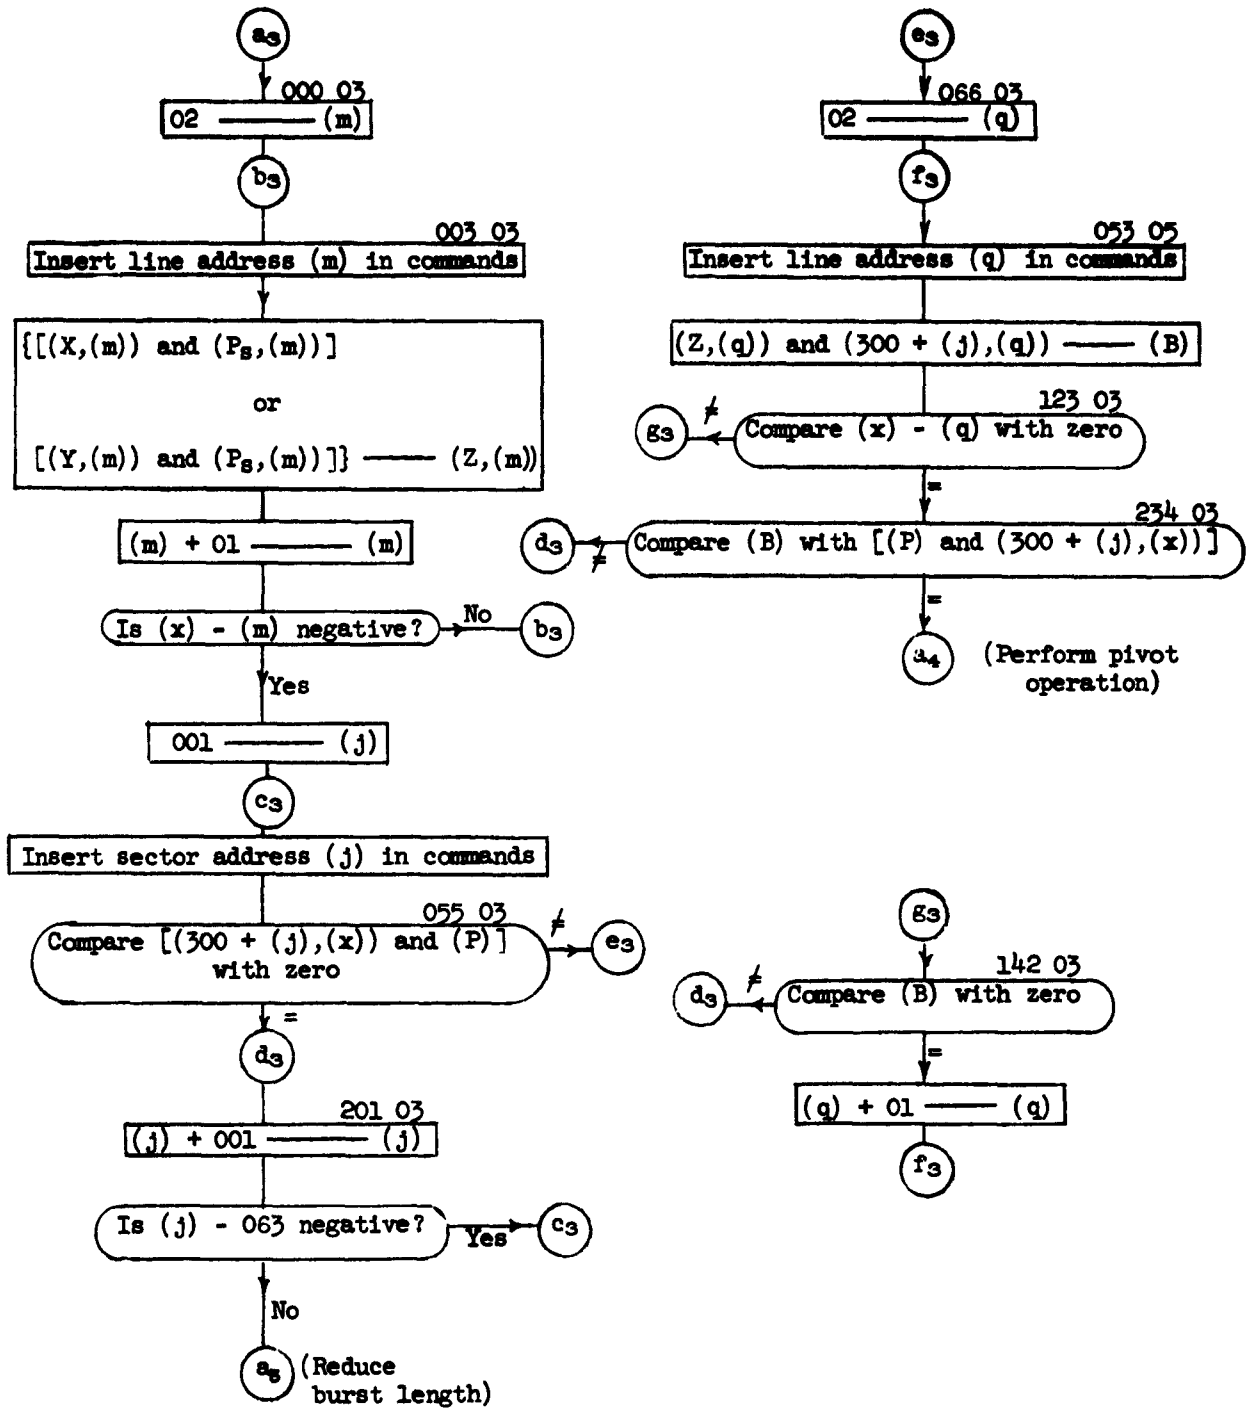 a₃
000 03
02 ——— (m)
b₃
003 03
Insert line address (m) in commands
{[(X,(m)) and (Pₛ,(m))]
or
[(Y,(m)) and (Pₛ,(m))]} ——— (Z,(m))
(m) + 01 ——— (m)
Is (x) - (m) negative?
No
b₃
Yes
001 ——— (j)
c₃
Insert sector address (j) in commands
055 03
Compare [(300 + (j),(x)) and (P)]
with zero
≠
e₃
=
d₃
201 03
(j) + 001 ——— (j)
Is (j) - 063 negative?
Yes
c₃
No
a₅
(Reduce
burst length)
e₃
066 03
02 ——— (q)
f₃
053 05
Insert line address (q) in commands
(Z,(q)) and (300 + (j),(q)) ——— (B)
123 03
Compare (x) - (q) with zero
≠
g₃
=
234 03
Compare (B) with [(P) and (300 + (j),(x))]
≠
d₃
=
a₄
(Perform pivot
operation)
g₃
142 03
Compare (B) with zero
≠
d₃
=
(q) + 01 ——— (q)
f₃